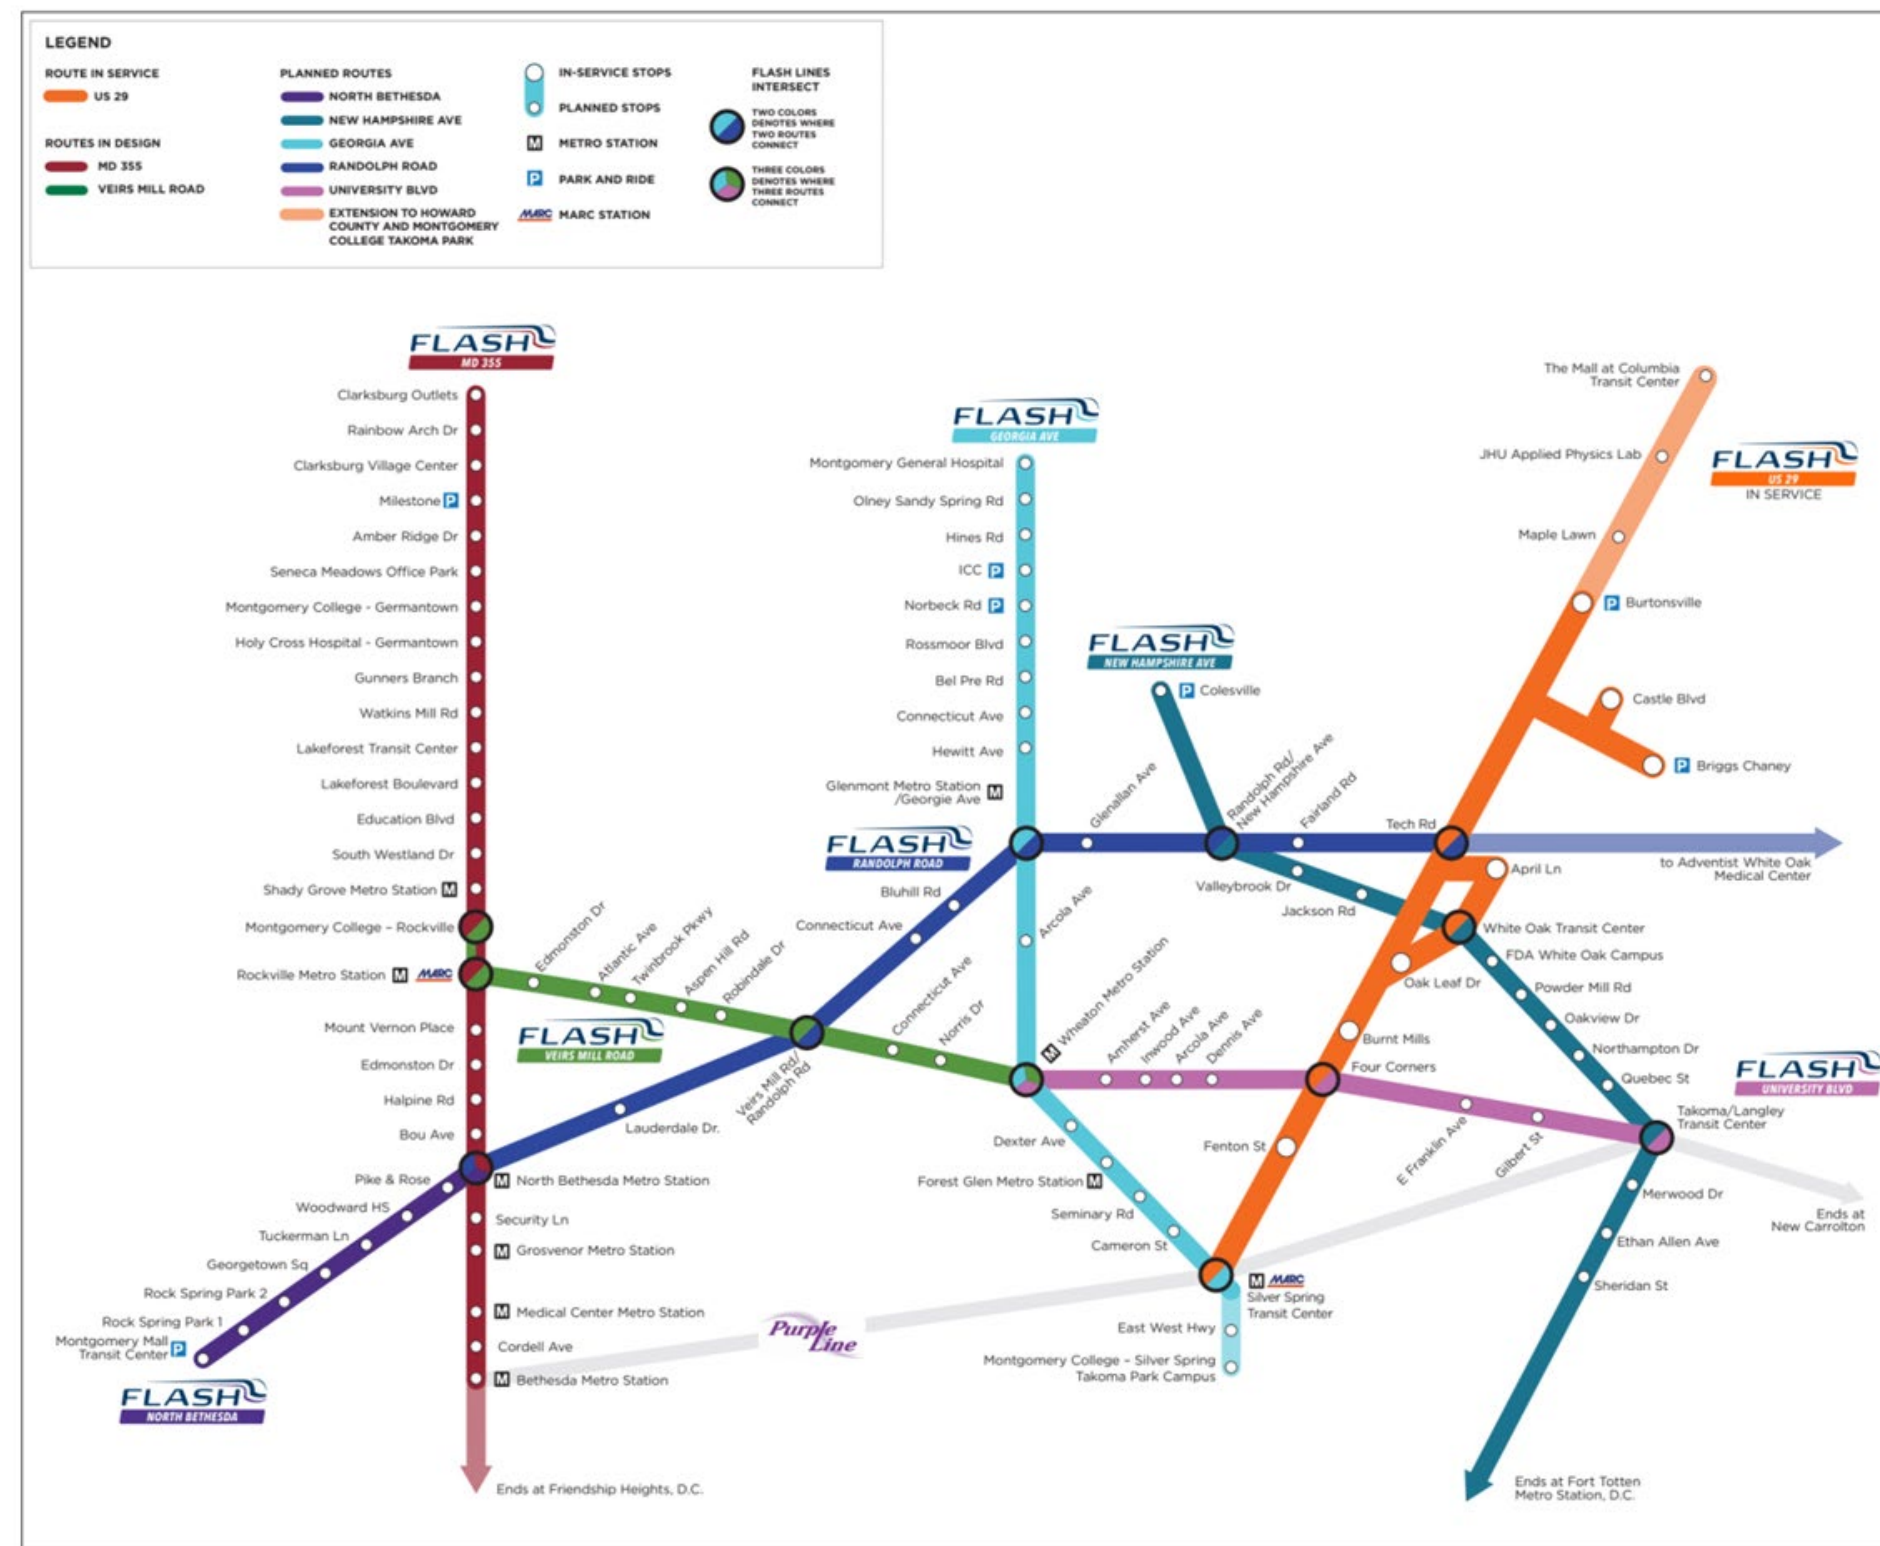 LEGEND
ROUTE IN SERVICE
US 29
ROUTES IN DESIGN
MD 355
VEIRS MILL ROAD
PLANNED ROUTES
NORTH BETHESDA
NEW HAMPSHIRE AVE
GEORGIA AVE
RANDOLPH ROAD
UNIVERSITY BLVD
EXTENSION TO HOWARD
COUNTY AND MONTGOMERY
COLLEGE TAKOMA PARK
IN-SERVICE STOPS
PLANNED STOPS
M METRO STATION
P PARK AND RIDE
MARC MARC STATION
FLASH LINES
INTERSECT
TWO COLORS
DENOTES WHERE
TWO ROUTES
CONNECT
THREE COLORS
DENOTES WHERE
THREE ROUTES
CONNECT
FLASH
MD 355
Clarksburg Outlets
Rainbow Arch Dr
Clarksburg Village Center
Milestone P
Amber Ridge Dr
Seneca Meadows Office Park
Montgomery College - Germantown
Holy Cross Hospital - Germantown
Gunners Branch
Watkins Mill Rd
Lakeforest Transit Center
Lakeforest Boulevard
Education Blvd
South Westland Dr
Shady Grove Metro Station M
Montgomery College – Rockville
Rockville Metro Station M MARC
Mount Vernon Place
Edmonston Dr
Halpine Rd
Bou Ave
M North Bethesda Metro Station
Security Ln
M Grosvenor Metro Station
M Medical Center Metro Station
Cordell Ave
M Bethesda Metro Station
Ends at Friendship Heights, D.C.
Pike & Rose
Woodward HS
Tuckerman Ln
Georgetown Sq
Rock Spring Park 2
Rock Spring Park 1
Montgomery Mall
Transit Center P
FLASH
NORTH BETHESDA
Edmonston Dr
Atlantic Ave
Twinbrook Pkwy
Aspen Hill Rd
Robindale Dr
FLASH
VEIRS MILL ROAD
Veirs Mill Rd/
Randolph Rd
Connecticut Ave
Norris Dr
M Wheaton Metro Station
Lauderdale Dr.
Connecticut Ave
Bluhill Rd
FLASH
RANDOLPH ROAD
Glenallan Ave
Randolph Rd/
New Hampshire Ave
Fairland Rd
Tech Rd
to Adventist White Oak
Medical Center
FLASH
GEORGIA AVE
Montgomery General Hospital
Olney Sandy Spring Rd
Hines Rd
ICC P
Norbeck Rd P
Rossmoor Blvd
Bel Pre Rd
Connecticut Ave
Hewitt Ave
Glenmont Metro Station
/Georgie Ave M
Arcola Ave
Dexter Ave
Forest Glen Metro Station M
Seminary Rd
Cameron St
M MARC
Silver Spring
Transit Center
East West Hwy
Montgomery College – Silver Spring
Takoma Park Campus
Purple
Line
FLASH
NEW HAMPSHIRE AVE
P Colesville
Valleybrook Dr
Jackson Rd
White Oak Transit Center
FDA White Oak Campus
Powder Mill Rd
Oakview Dr
Northampton Dr
Quebec St
Takoma/Langley
Transit Center
Merwood Dr
Ethan Allen Ave
Sheridan St
Ends at Fort Totten
Metro Station, D.C.
Amherst Ave
Inwood Ave
Arcola Ave
Dennis Ave
Four Corners
E Franklin Ave
Gilbert St
FLASH
UNIVERSITY BLVD
Ends at
New Carrolton
The Mall at Columbia
Transit Center
JHU Applied Physics Lab
Maple Lawn
FLASH
US 29
IN SERVICE
P Burtonsville
Castle Blvd
P Briggs Chaney
April Ln
Oak Leaf Dr
Burnt Mills
Fenton St